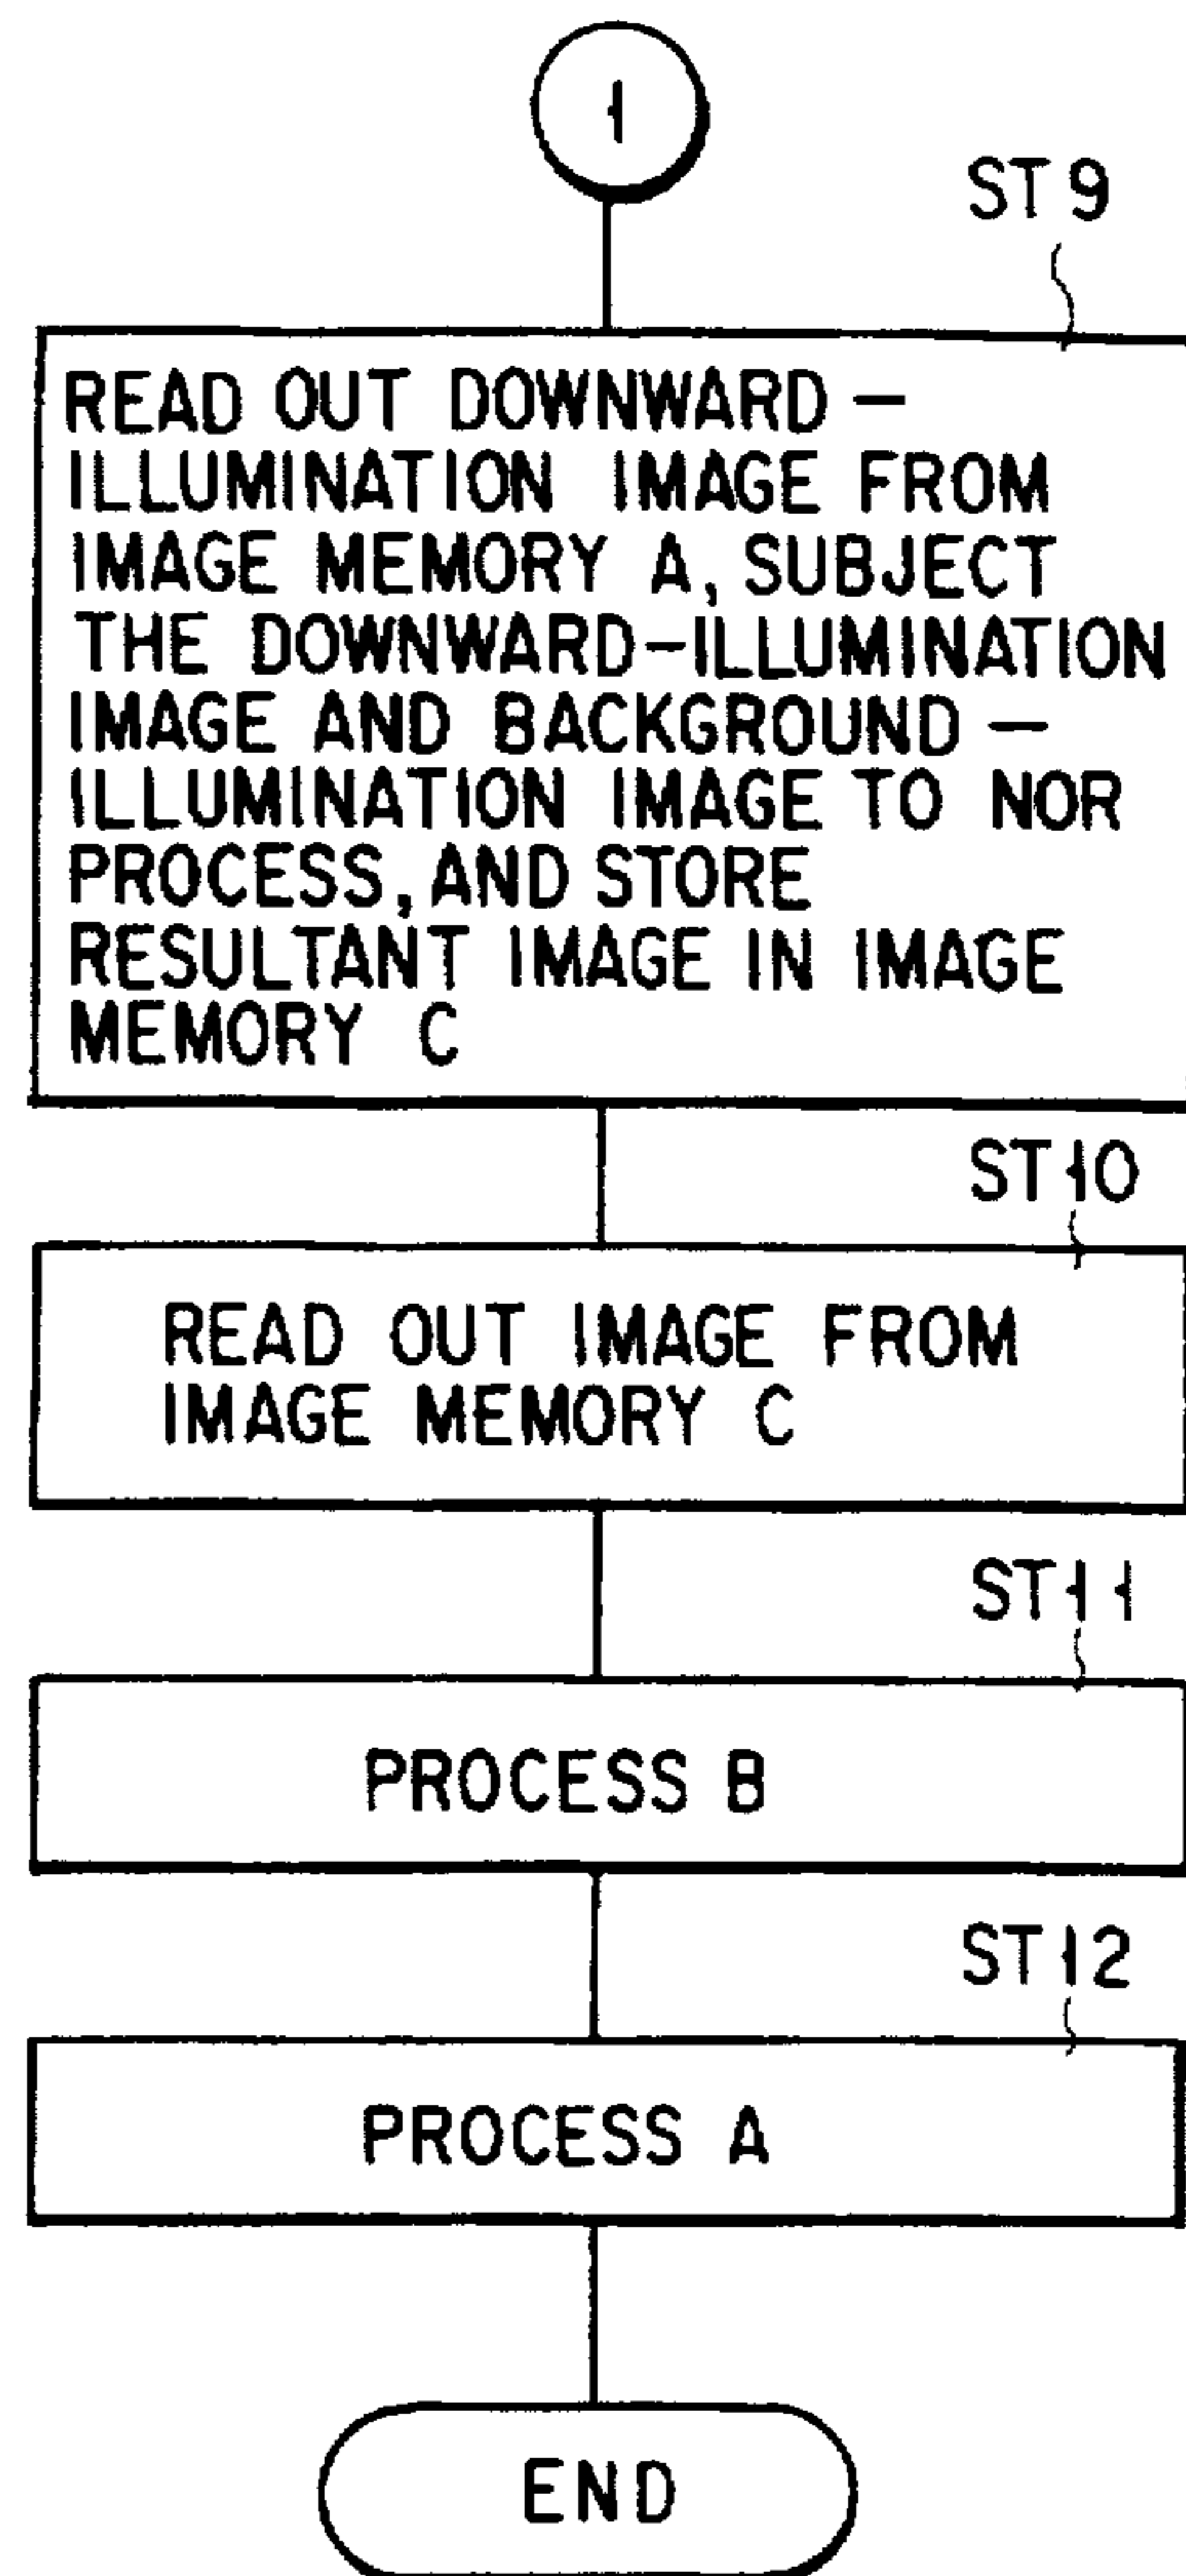 1
ST9
READ OUT DOWNWARD-
ILLUMINATION IMAGE FROM
IMAGE MEMORY A, SUBJECT
THE DOWNWARD-ILLUMINATION
IMAGE AND BACKGROUND-
ILLUMINATION IMAGE TO NOR
PROCESS, AND STORE
RESULTANT IMAGE IN IMAGE
MEMORY C
ST10
READ OUT IMAGE FROM
IMAGE MEMORY C
ST11
PROCESS B
ST12
PROCESS A
END